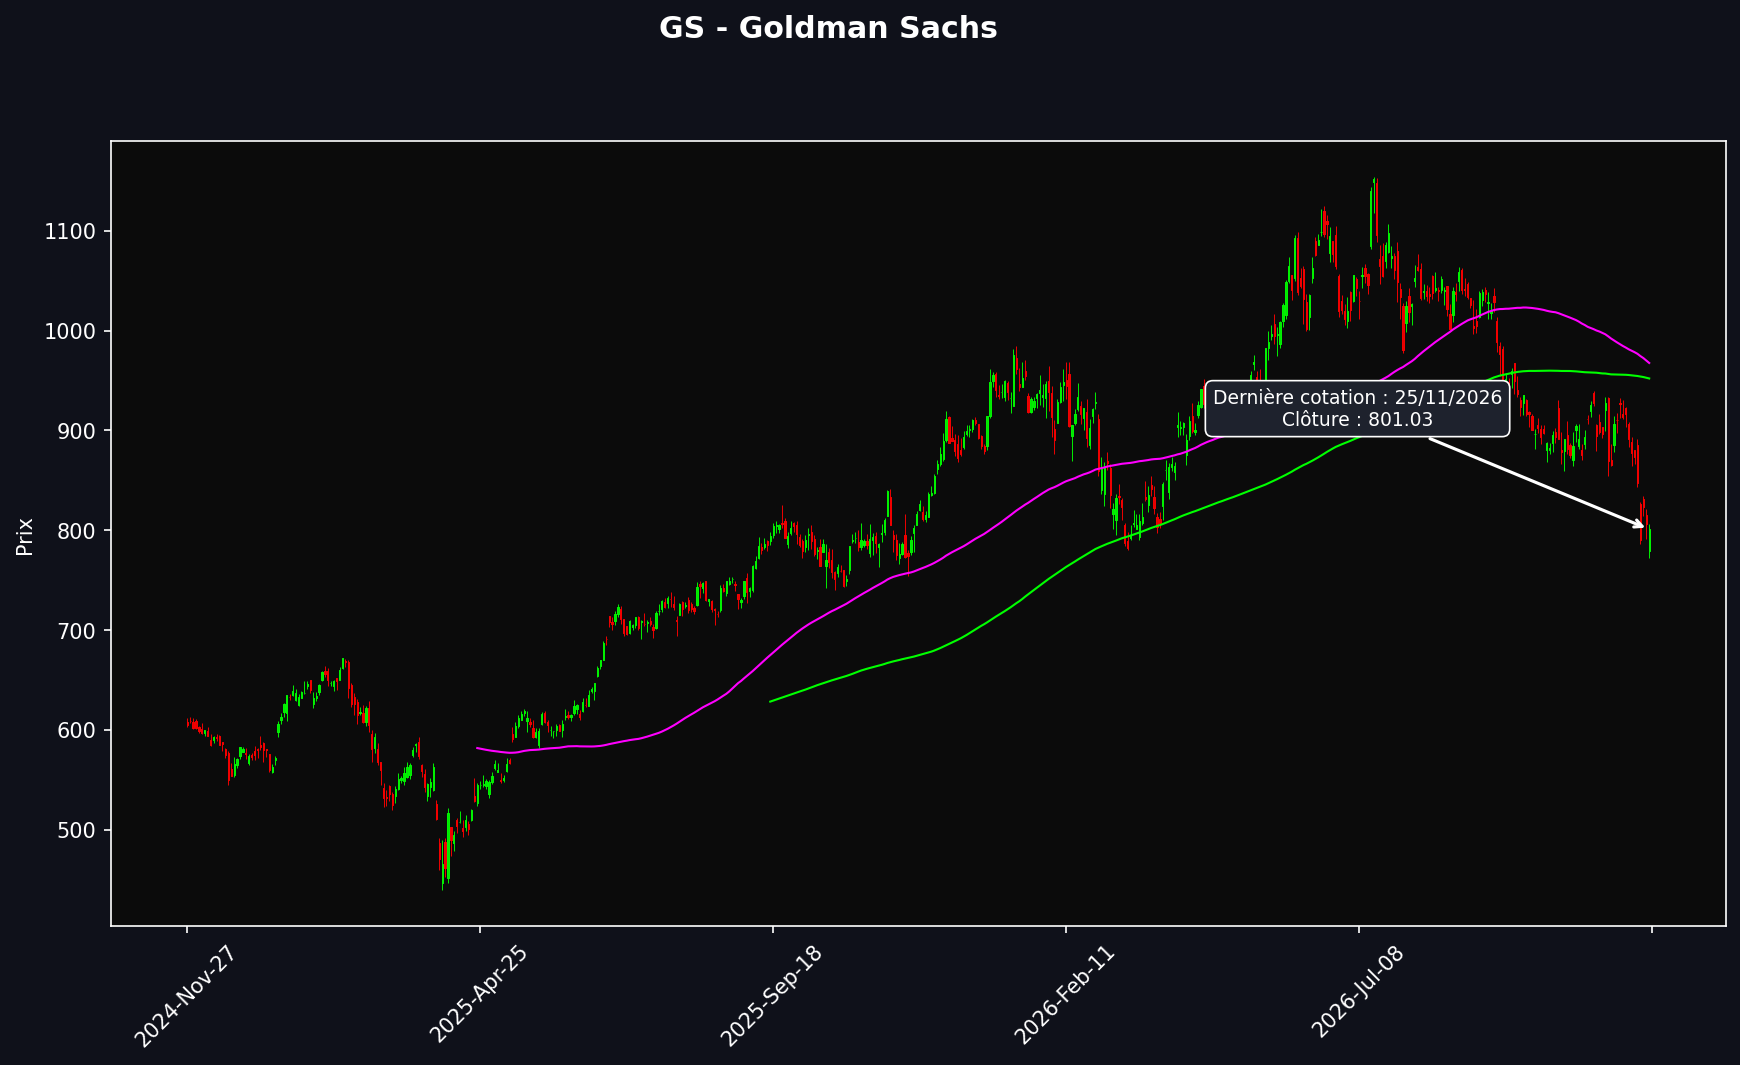 GS - Goldman Sachs
Prix
1100
1000
900
800
700
600
500
Dernière cotation : 25/11/2026
Clôture : 801.03
2024-Nov-27
2025-Apr-25
2025-Sep-18
2026-Feb-11
2026-Jul-08